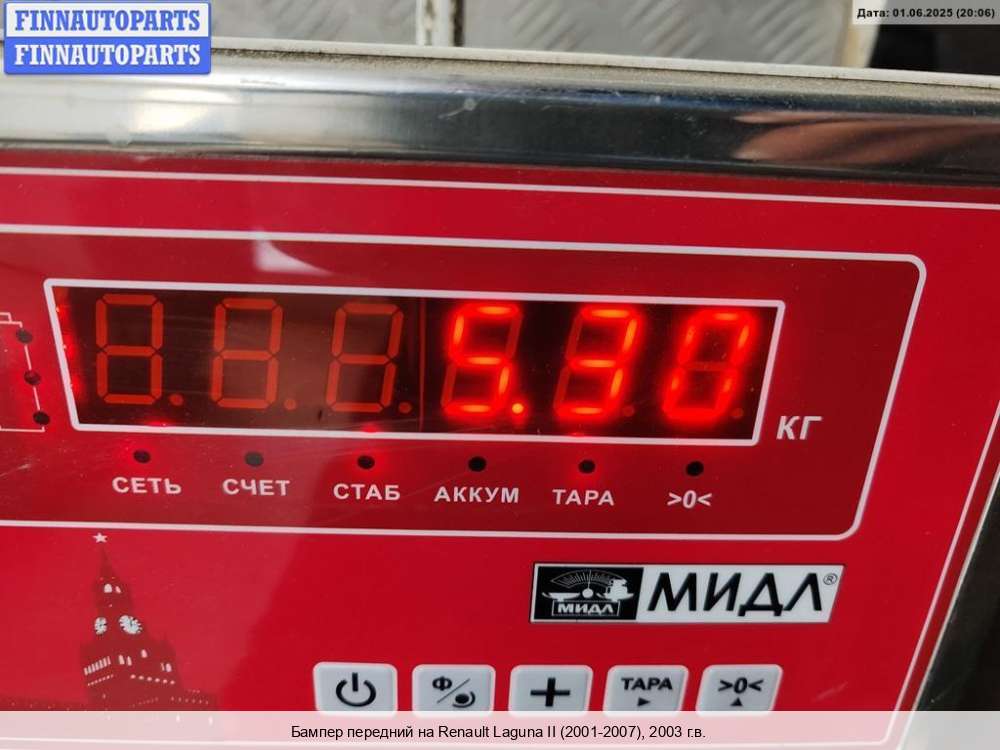 FINNAUTOPARTS
FINNAUTOPARTS
Дата: 01.06.2025 (20:06)
5.30
КГ
СЕТЬ СЧЕТ СТАБ АККУМ ТАРА >0<
МИДЛ МИДЛ®
Ф ТАРА >0<
Бампер передний на Renault Laguna II (2001-2007), 2003 г.в.